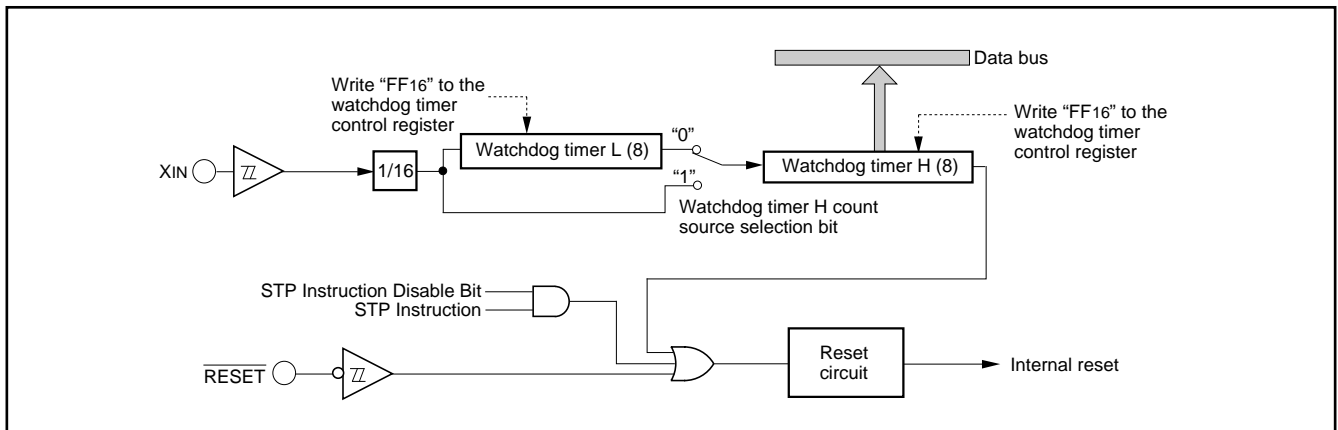 Data bus
Write “FF16” to the
watchdog timer
control register
Write “FF16” to the
watchdog timer
control register
“0”
Watchdog timer L (8)
Watchdog timer H (8)
XIN
1/16
“1”
Watchdog timer H count
source selection bit
STP Instruction Disable Bit
STP Instruction
Reset
circuit
Internal reset
RESET